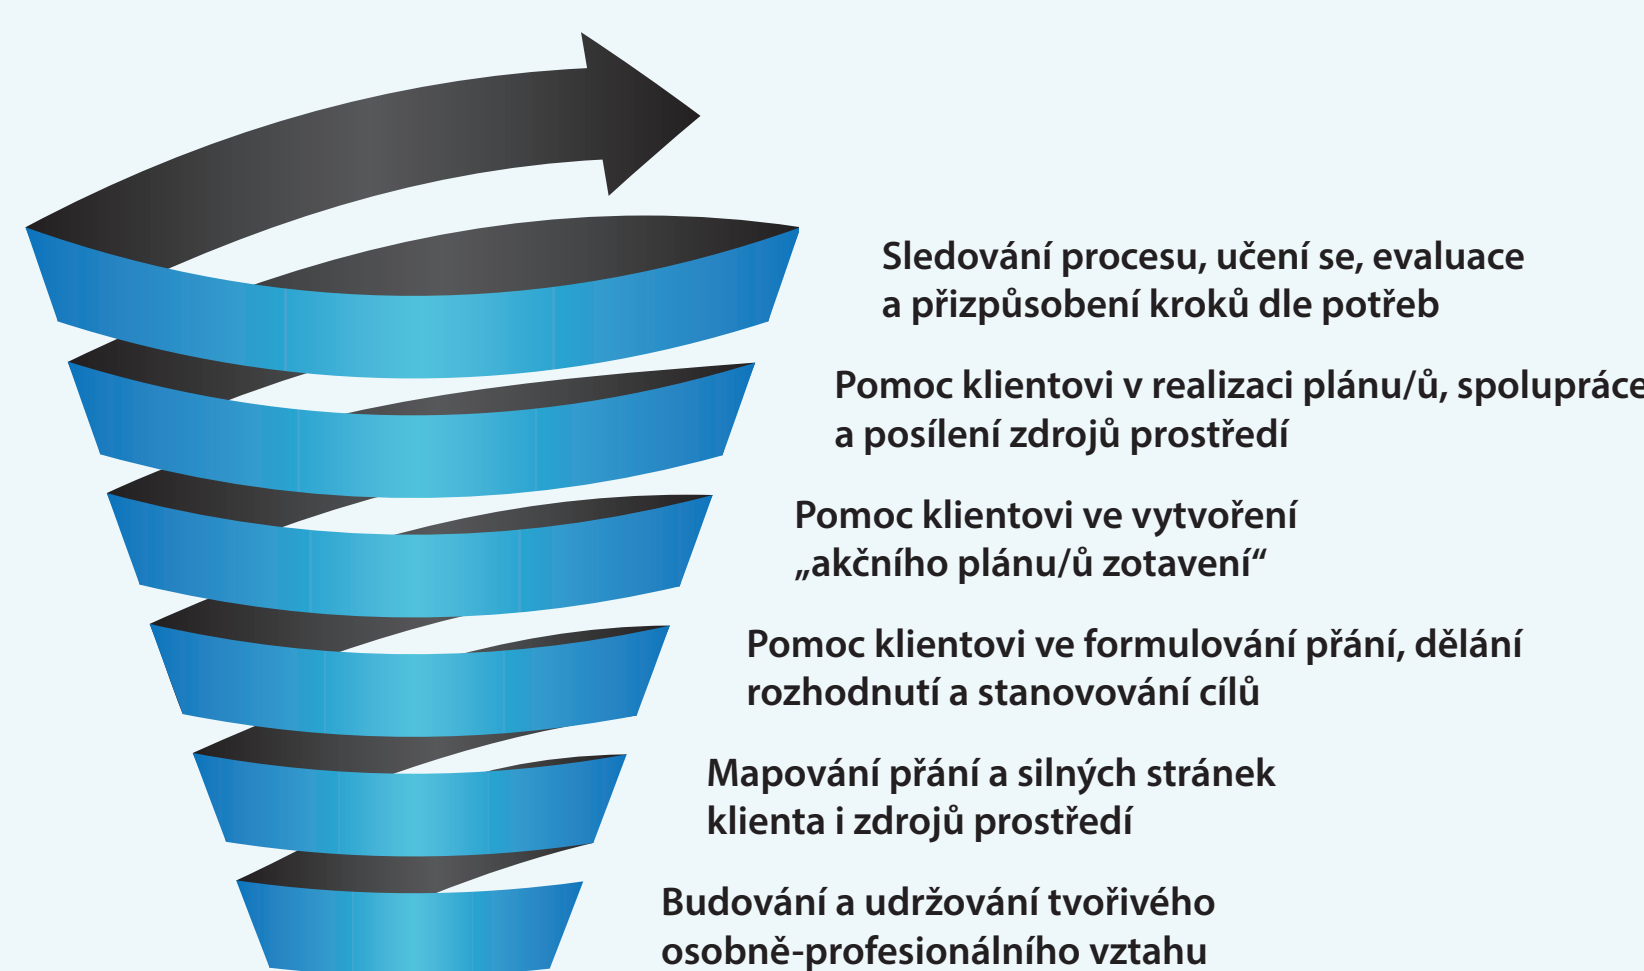 Sledování procesu, učení se, evaluace
a přizpůsobení kroků dle potřeb
Pomoc klientovi v realizaci plánu/ů, spolupráce
a posílení zdrojů prostředí
Pomoc klientovi ve vytvoření
„akčního plánu/ů zotavení“
Pomoc klientovi ve formulování přání, dělání
rozhodnutí a stanovování cílů
Mapování přání a silných stránek
klienta i zdrojů prostředí
Budování a udržování tvořivého
osobně-profesionálního vztahu